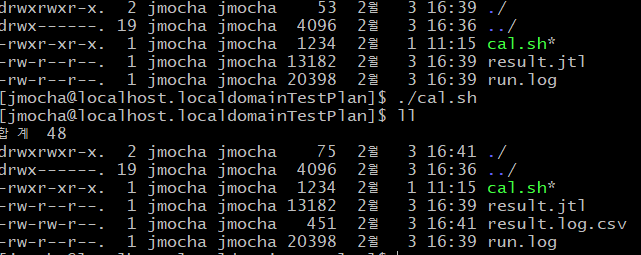 drwxrwxr-x.  2 jmocha jmocha    53  2월   3 16:39 ./
drwx------. 19 jmocha jmocha  4096  2월   3 16:36 ../
-rwxr-xr-x.  1 jmocha jmocha  1234  2월   1 11:15 cal.sh*
-rw-r--r--.  1 jmocha jmocha 13182  2월   3 16:39 result.jtl
-rw-r--r--.  1 jmocha jmocha 20398  2월   3 16:39 run.log
[jmocha@localhost.localdomainTestPlan]$ ./cal.sh
[jmocha@localhost.localdomainTestPlan]$ ll
합계 48
drwxrwxr-x.  2 jmocha jmocha    75  2월   3 16:41 ./
drwx------. 19 jmocha jmocha  4096  2월   3 16:36 ../
-rwxr-xr-x.  1 jmocha jmocha  1234  2월   1 11:15 cal.sh*
-rw-r--r--.  1 jmocha jmocha 13182  2월   3 16:39 result.jtl
-rw-rw-r--.  1 jmocha jmocha   451  2월   3 16:41 result.log.csv
-rw-r--r--.  1 jmocha jmocha 20398  2월   3 16:39 run.log